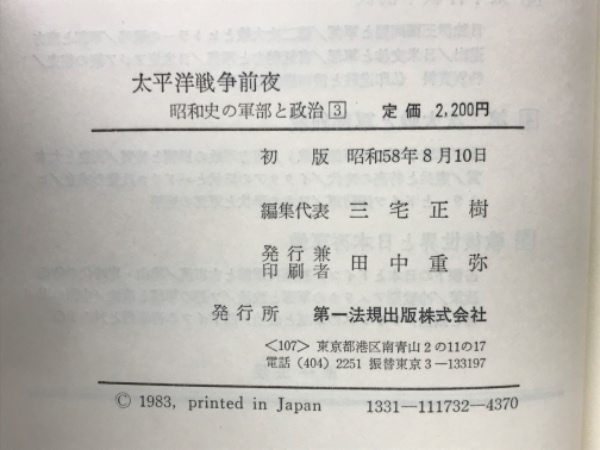 太平洋戦争前夜
昭和史の軍部と政治 3 定価 2,200円
初版 昭和58年8月10日
編集代表 三宅正樹
発行兼印刷者 田中重弥
発行所 第一法規出版株式会社
<107> 東京都港区南青山2の11の17
電話 (404) 2251 振替東京3―133197
© 1983, printed in Japan 1331―111732―4370